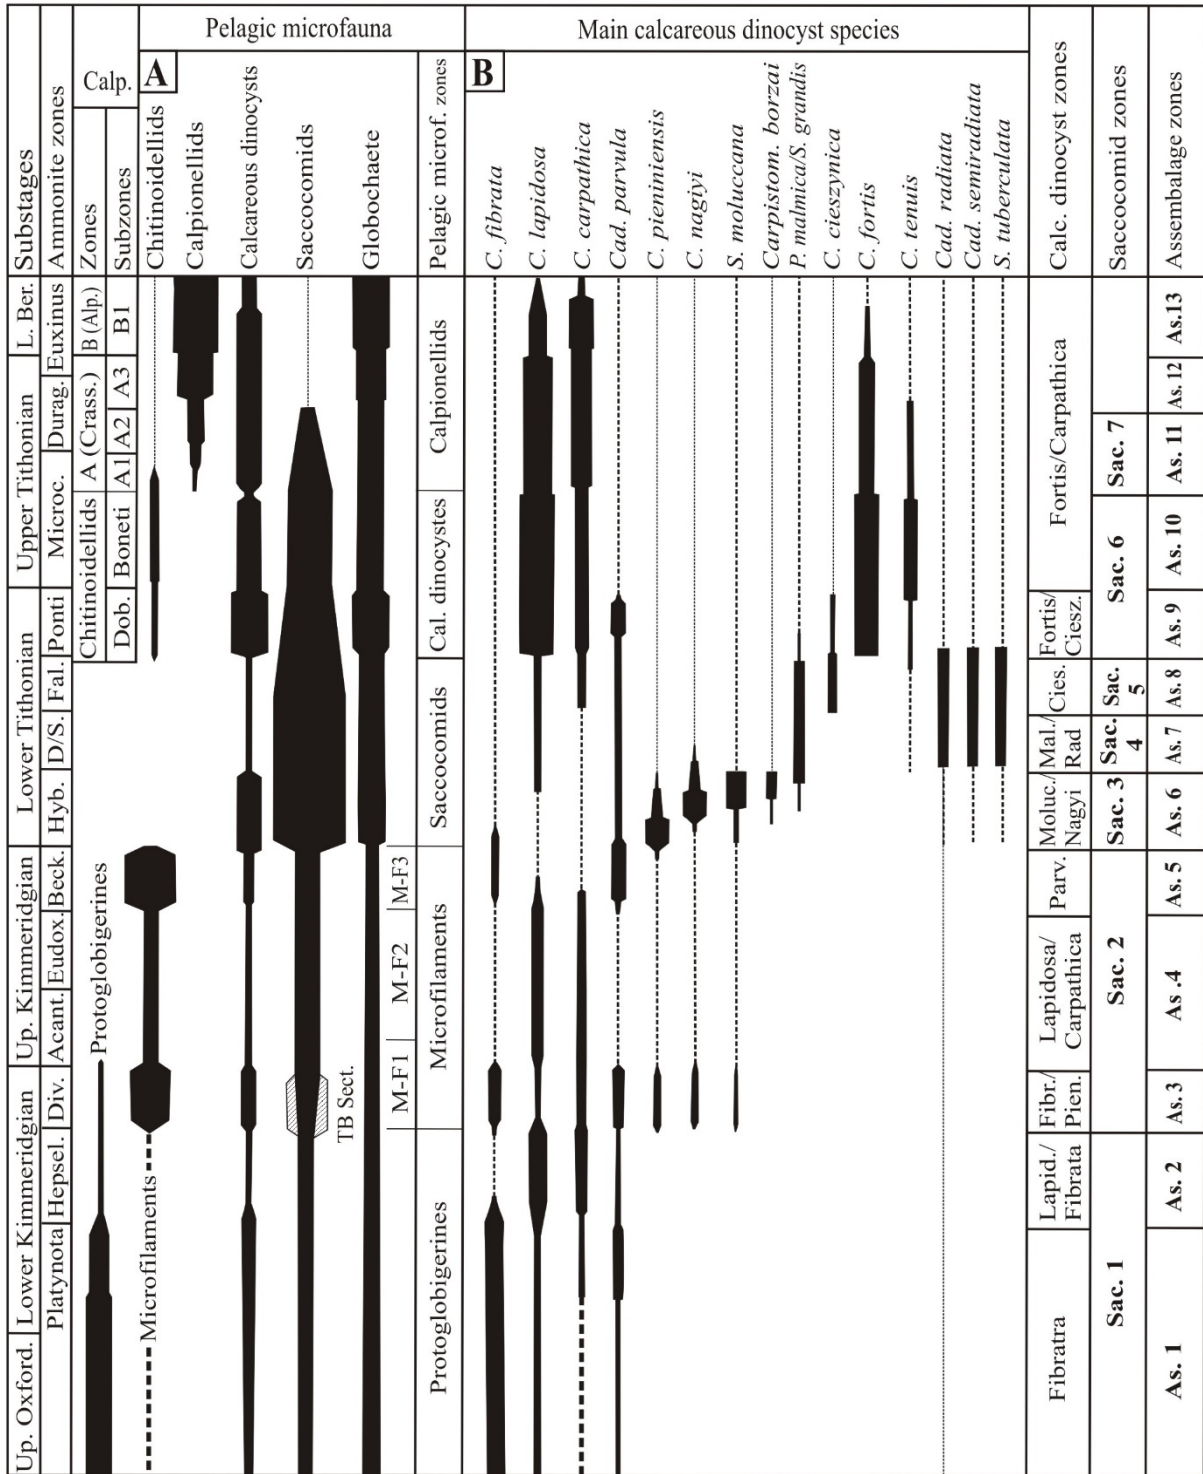 Substages
Ammonite zones
Calp.
Zones
Subzones
Pelagic microfauna
A
Chitinoidellids
Calpionellids
Calcareous dinocysts
Saccocomids
Globochaete
Pelagic microf. zones
Main calcareous dinocyst species
B
C. fibrata
C. lapidosa
C. carpathica
Cad. parvula
C. pieniniensis
C. nagiyi
S. moluccana
Carpistom. borzai
P. malmica/S. grandis
C. cieszynica
C. fortis
C. tenuis
Cad. radiata
Cad. semiradiata
S. tuberculata
Calc. dinocyst zones
Saccocomid zones
Assembalage zones
L. Ber.
Upper Tithonian
Lower Tithonian
Up. Kimmeridgian
Lower Kimmeridgian
Up. Oxford.
Euxinus
Durag.
Microc.
Ponti
Fal.
D/S.
Hyb.
Beck.
Eudox.
Acant.
Div.
Hepsel.
Platynota
B (Alp.)
A (Crass.)
Chitinoidellids
B1
A3
A2
A1
Boneti
Dob.
Protoglobigerines
Microfilaments
TB Sect.
M-F3
M-F2
M-F1
Calpionellids
Cal. dinocystes
Saccocomids
Microfilaments
Protoglobigerines
Fortis/Carpathica
Fortis/
Ciesz.
Cies.
Mal./
Rad
Moluc./
Nagyi
Parv.
Lapidosa/
Carpathica
Fibr./
Pien.
Lapid./
Fibrata
Fibratra
Sac. 7
Sac. 6
Sac.
5
Sac.
4
Sac. 3
Sac. 2
Sac. 1
As.13
As. 12
As. 11
As. 10
As. 9
As.8
As.7
As. 6
As. 5
As .4
As. 3
As. 2
As. 1